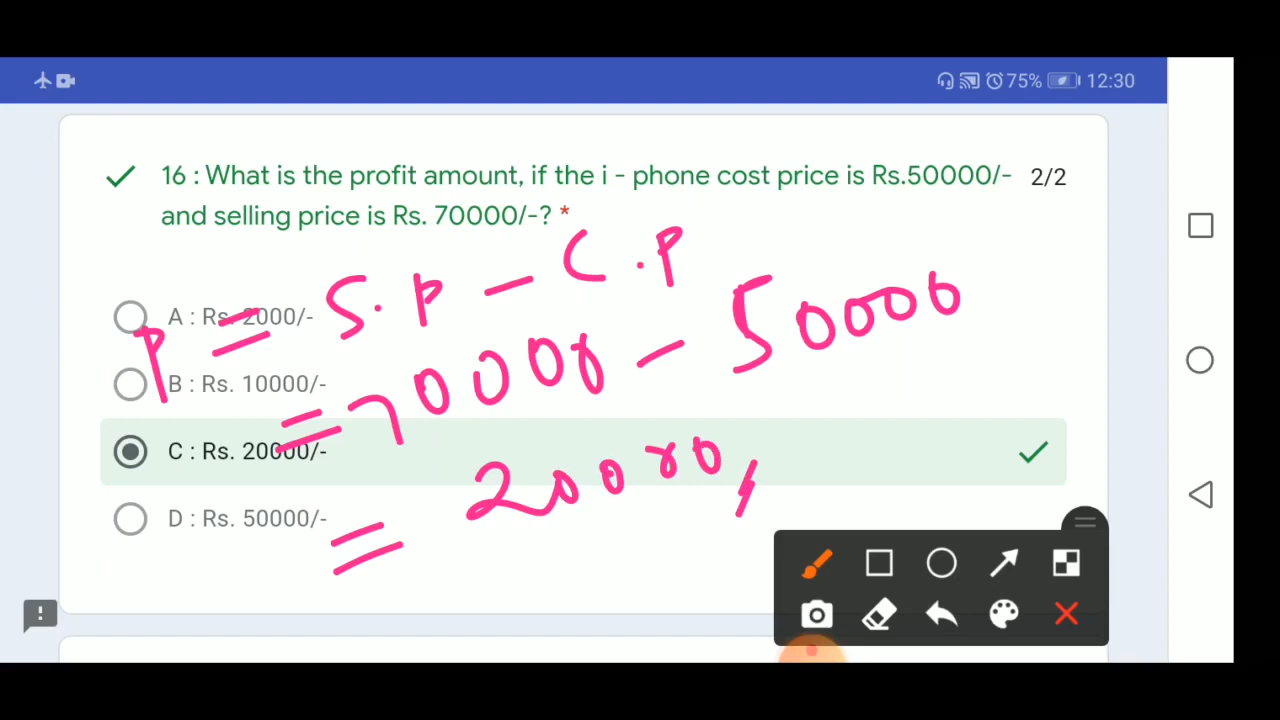 75% 12:30
16 : What is the profit amount, if the i - phone cost price is Rs.50000/- 2/2
and selling price is Rs. 70000/-? *
A : Rs. 2000/-
B : Rs. 10000/-
C : Rs. 20000/-
D : Rs. 50000/-
P = S.P - C.P
= 70000 - 50000
= 20000